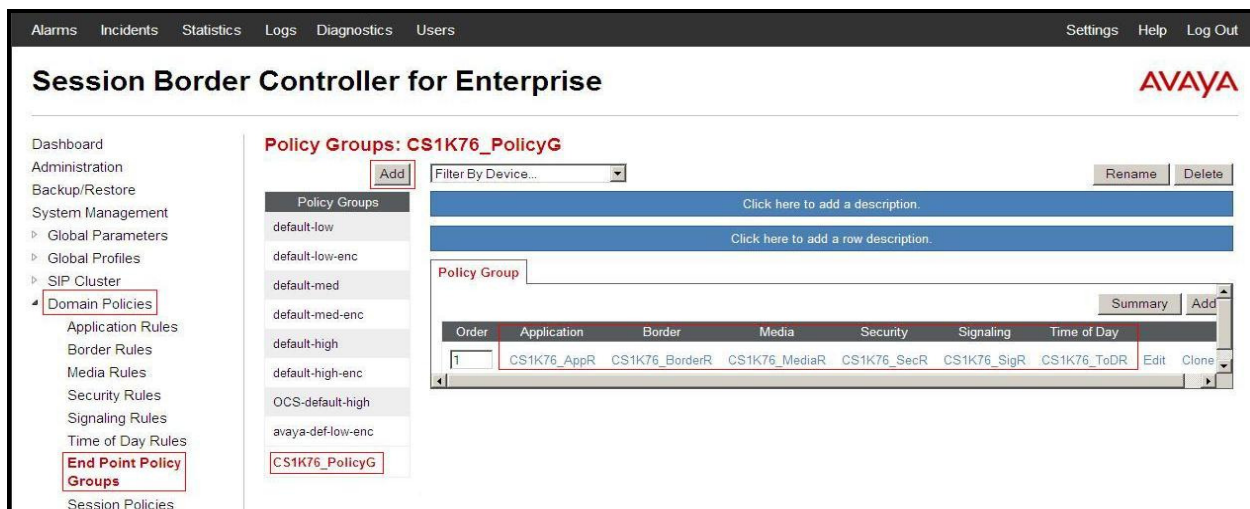 Alarms Incidents Statistics Logs Diagnostics Users Settings Help Log Out
Session Border Controller for Enterprise
AVAYA
Dashboard
Administration
Backup/Restore
System Management
Global Parameters
Global Profiles
SIP Cluster
Domain Policies
Application Rules
Border Rules
Media Rules
Security Rules
Signaling Rules
Time of Day Rules
End Point Policy
Groups
Session Policies
Policy Groups: CS1K76_PolicyG
Add
Policy Groups
default-low
default-low-enc
default-med
default-med-enc
default-high
default-high-enc
OCS-default-high
avaya-def-low-enc
CS1K76_PolicyG
Filter By Device...
Rename Delete
Click here to add a description.
Click here to add a row description.
Policy Group
Summary Add
Order Application Border Media Security Signaling Time of Day
1 CS1K76_AppR CS1K76_BorderR CS1K76_MediaR CS1K76_SecR CS1K76_SigR CS1K76_ToDR Edit Clone